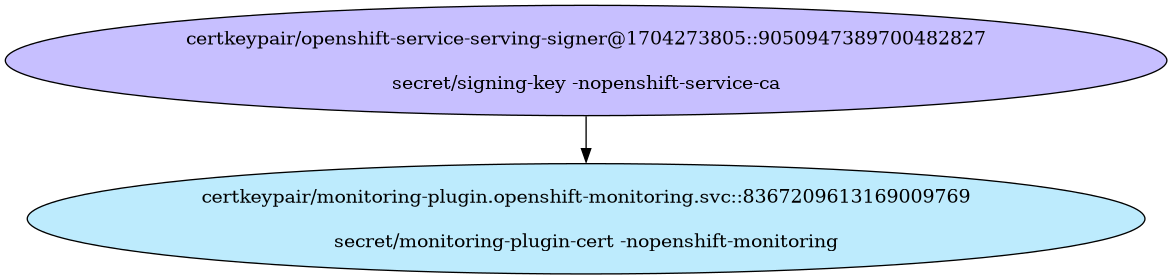 certkeypair/openshift-service-serving-signer@1704273805::9050947389700482827
secret/signing-key -nopenshift-service-ca
certkeypair/monitoring-plugin.openshift-monitoring.svc::8367209613169009769
secret/monitoring-plugin-cert -nopenshift-monitoring